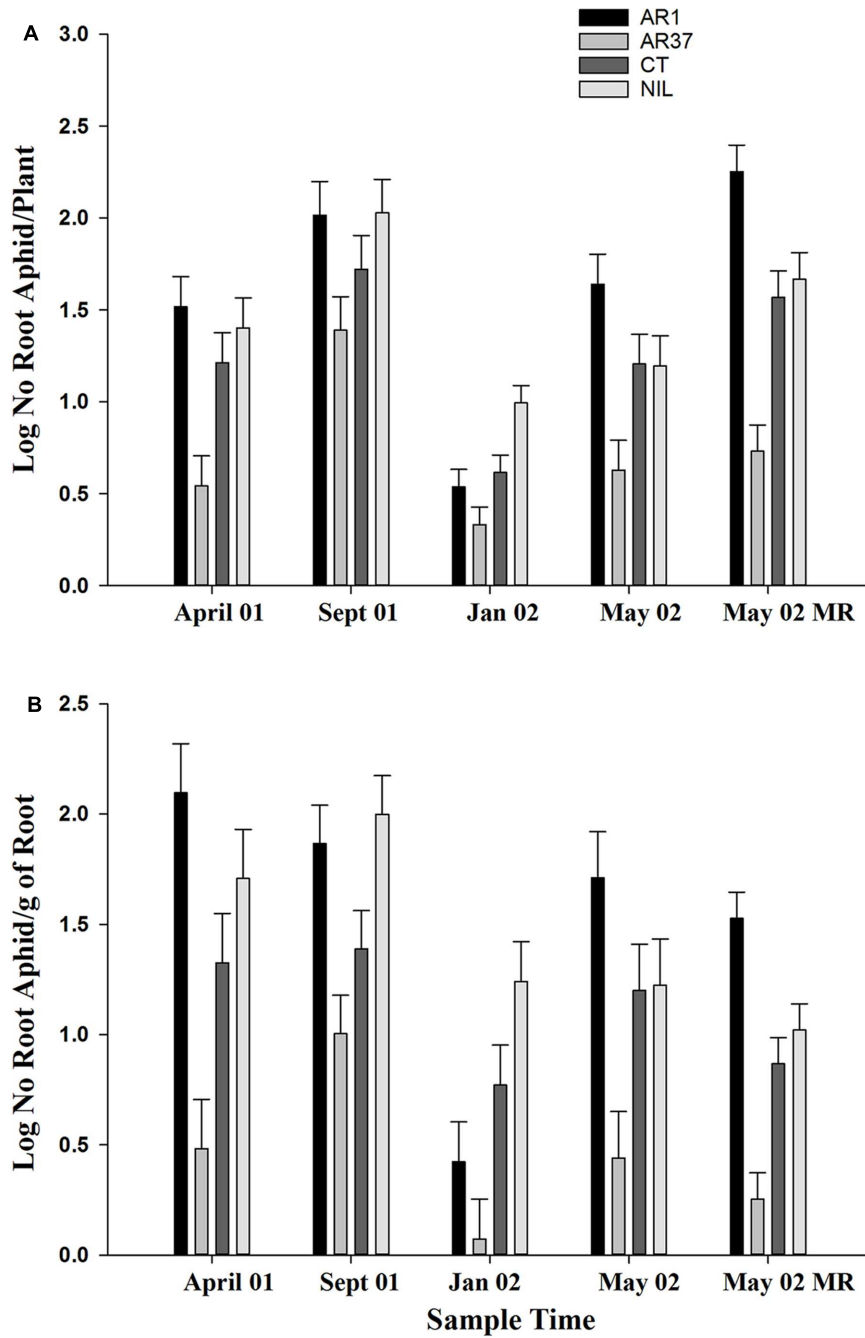 A
AR1
AR37
CT
NIL
3.0
2.5
2.0
1.5
1.0
0.5
0.0
Log No Root Aphid/Plant
April 01 Sept 01 Jan 02 May 02 May 02 MR
B
2.5
2.0
1.5
1.0
0.5
0.0
Log No Root Aphid/g of Root
April 01 Sept 01 Jan 02 May 02 May 02 MR
Sample Time